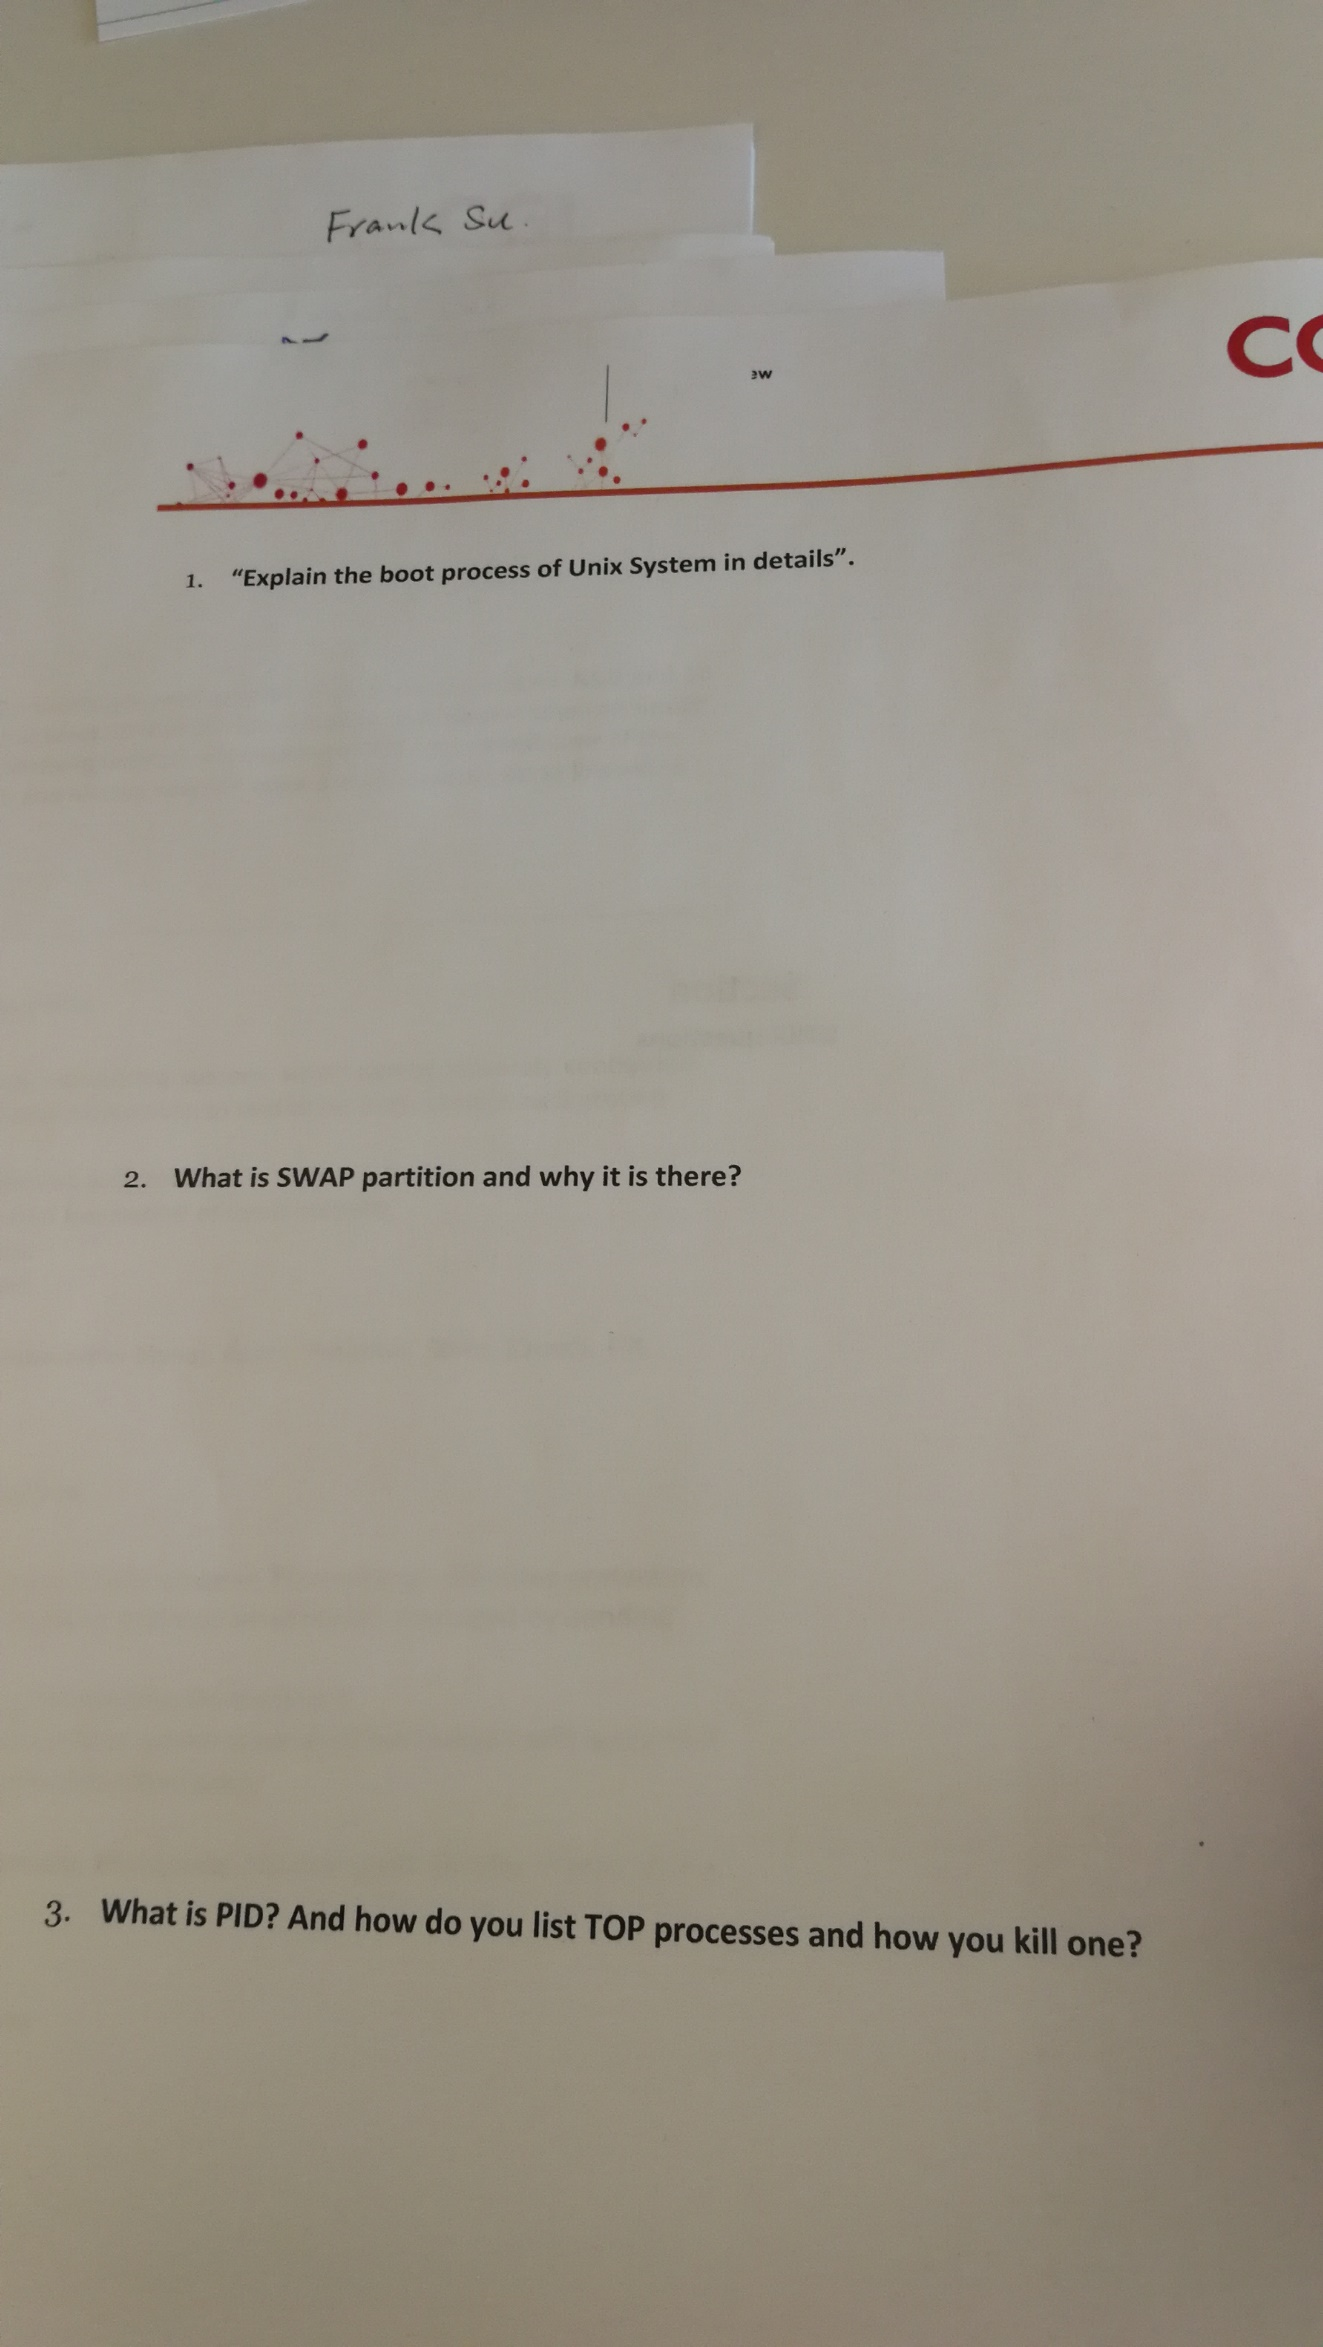 Frank Su.
1. “Explain the boot process of Unix System in details”.
2. What is SWAP partition and why it is there?
3. What is PID? And how do you list TOP processes and how you kill one?